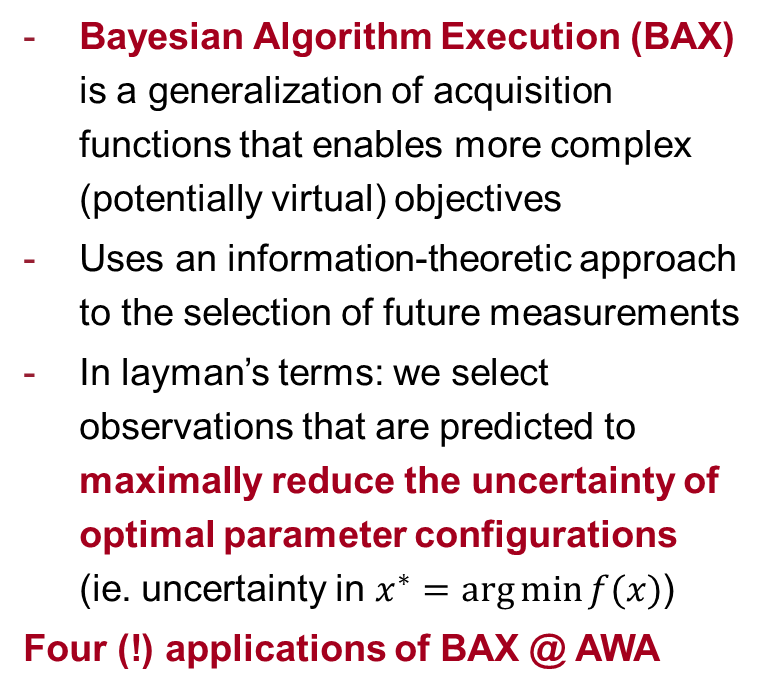 - Bayesian Algorithm Execution (BAX)
is a generalization of acquisition
functions that enables more complex
(potentially virtual) objectives
- Uses an information-theoretic approach
to the selection of future measurements
- In layman’s terms: we select
observations that are predicted to
maximally reduce the uncertainty of
optimal parameter configurations
(ie. uncertainty in 𝑥* = arg min 𝑓(𝑥))
Four (!) applications of BAX @ AWA